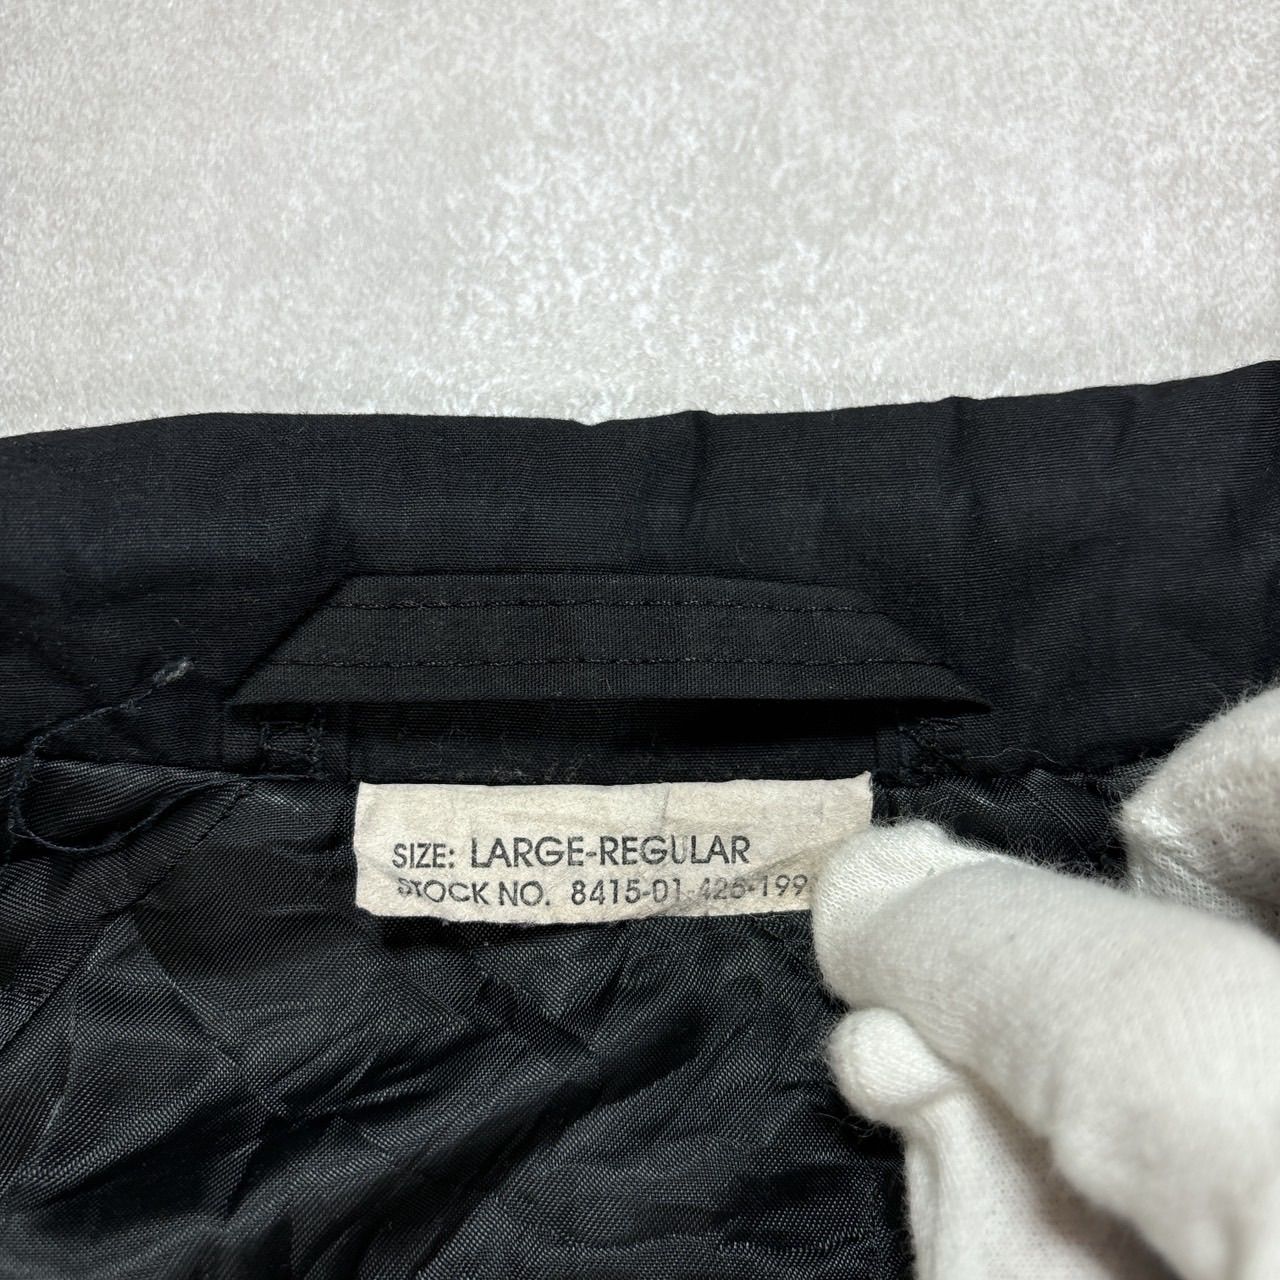 SIZE: LARGE-REGULAR
STOCK NO. 8415-01-426-199